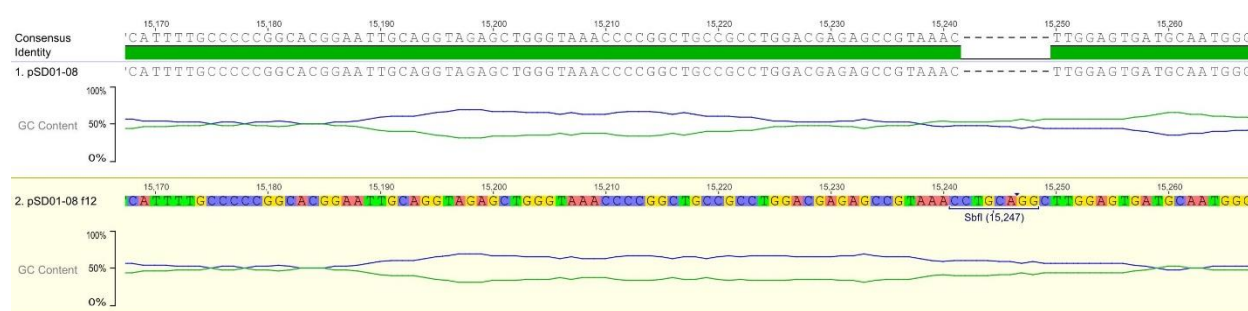 15,170 15,180 15,190 15,200 15,210 15,220 15,230 15,240 15,250 15,260
Consensus CATTTTGCCCCCGGCACGGAATTGCAGGTAGAGCTGGGTAAACCCCGGCTGCCGCCTGGACGAGAGCCGTAAAC--------TTGGAGTGATGCAATGGG
Identity
1. pSD01-08 CATTTTGCCCCCGGCACGGAATTGCAGGTAGAGCTGGGTAAACCCCGGCTGCCGCCTGGACGAGAGCCGTAAAC--------TTGGAGTGATGCAATGGG
100%
GC Content 50%
0%
15,170 15,180 15,190 15,200 15,210 15,220 15,230 15,240 15,250 15,260
2. pSD01-08 f12 CATTTTGCCCCCGGCACGGAATTGCAGGTAGAGCTGGGTAAACCCCGGCTGCCGCCTGGACGAGAGCCGTAAACCTGCAGGCTTGGAGTGATGCAATGGG
SbfI (15,247)
100%
GC Content 50%
0%